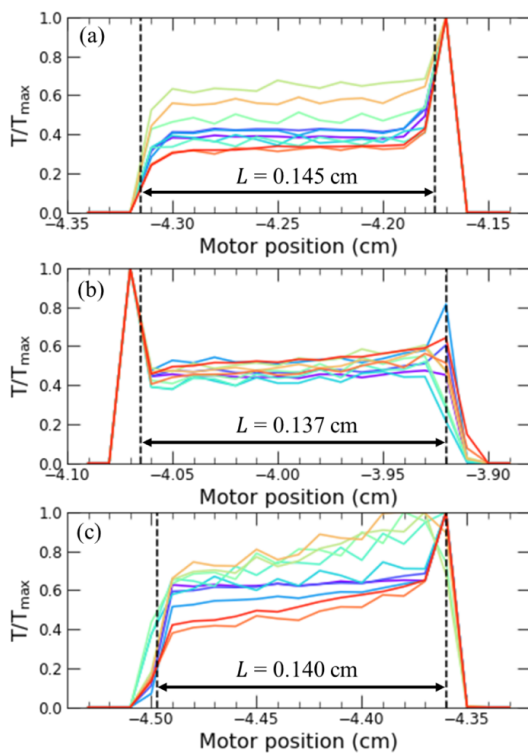 (a)
T/Tmax
1.0
0.8
0.6
0.4
0.2
0.0
L = 0.145 cm
−4.35 −4.30 −4.25 −4.20 −4.15
Motor position (cm)
(b)
T/Tmax
1.0
0.8
0.6
0.4
0.2
0.0
L = 0.137 cm
−4.10 −4.05 −4.00 −3.95 −3.90
Motor position (cm)
(c)
T/Tmax
1.0
0.8
0.6
0.4
0.2
0.0
L = 0.140 cm
−4.50 −4.45 −4.40 −4.35
Motor position (cm)